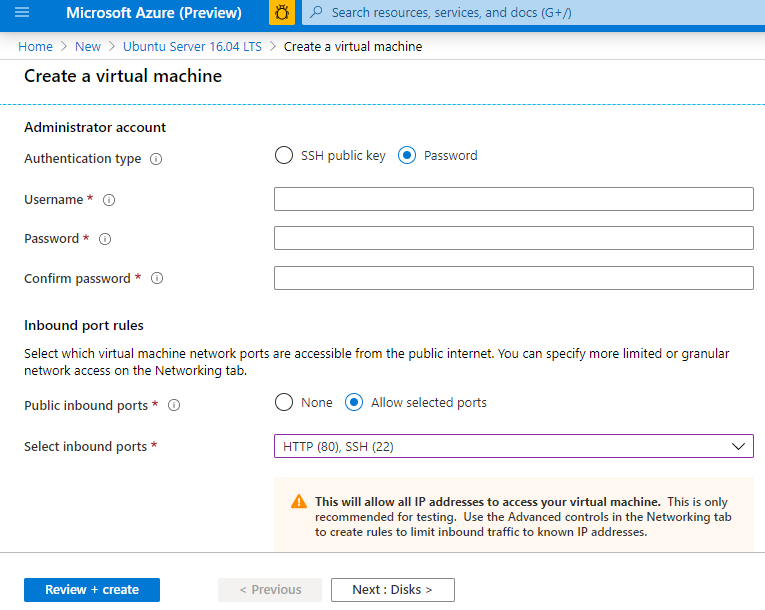 Microsoft Azure (Preview)
Search resources, services, and docs (G+/)
Home > New > Ubuntu Server 16.04 LTS > Create a virtual machine
Create a virtual machine
Administrator account
Authentication type
SSH public key
Password
Username *
Password *
Confirm password *
Inbound port rules
Select which virtual machine network ports are accessible from the public internet. You can specify more limited or granular
network access on the Networking tab.
Public inbound ports *
None
Allow selected ports
Select inbound ports *
HTTP (80), SSH (22)
This will allow all IP addresses to access your virtual machine. This is only
recommended for testing. Use the Advanced controls in the Networking tab
to create rules to limit inbound traffic to known IP addresses.
Review + create
< Previous
Next : Disks >